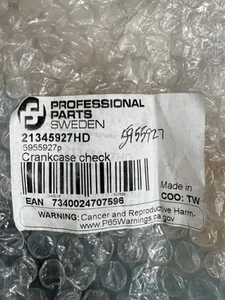 PROFESSIONAL
PARTS
SWEDEN
21345927HD
5955927
5955927p
Crankcase check
Made in
COO: TW
EAN 7340024707596
WARNING: Cancer and Reproductive Harm-
www.P65Warnings.ca.gov